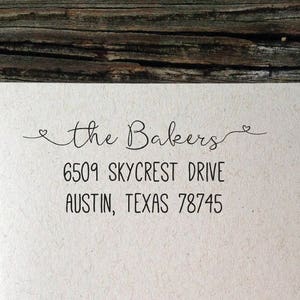 the Bakers
6509 SKYCREST DRIVE
AUSTIN, TEXAS 78745